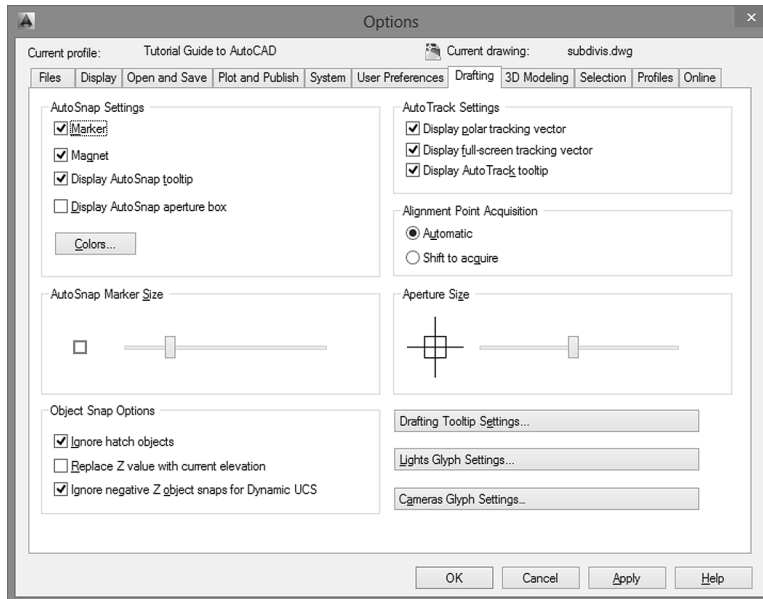 Options
Current profile: Tutorial Guide to AutoCAD Current drawing: subdivis.dwg
Files Display Open and Save Plot and Publish System User Preferences Drafting 3D Modeling Selection Profiles Online
AutoSnap Settings
Marker
Magnet
Display AutoSnap tooltip
Display AutoSnap aperture box
Colors...
AutoTrack Settings
Display polar tracking vector
Display full-screen tracking vector
Display AutoTrack tooltip
Alignment Point Acquisition
Automatic
Shift to acquire
AutoSnap Marker Size
Aperture Size
Object Snap Options
Ignore hatch objects
Replace Z value with current elevation
Ignore negative Z object snaps for Dynamic UCS
Drafting Tooltip Settings...
Lights Glyph Settings...
Cameras Glyph Settings...
OK Cancel Apply Help